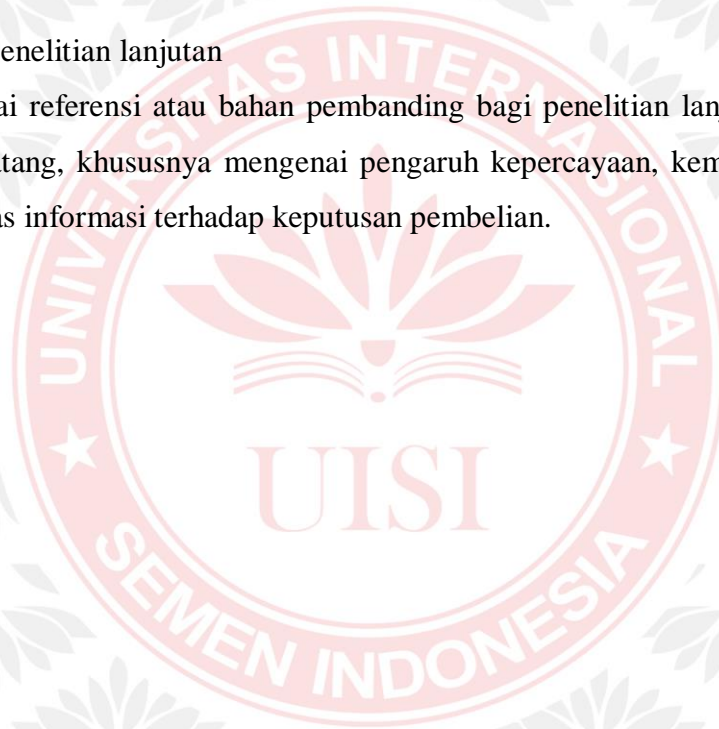 enelitian lanjutan
ai referensi atau bahan pembanding bagi penelitian lanj
tang, khususnya mengenai pengaruh kepercayaan, kem
as informasi terhadap keputusan pembelian.
UNIVERSITAS INTERNASIONAL
UISI
SEMEN INDONESIA